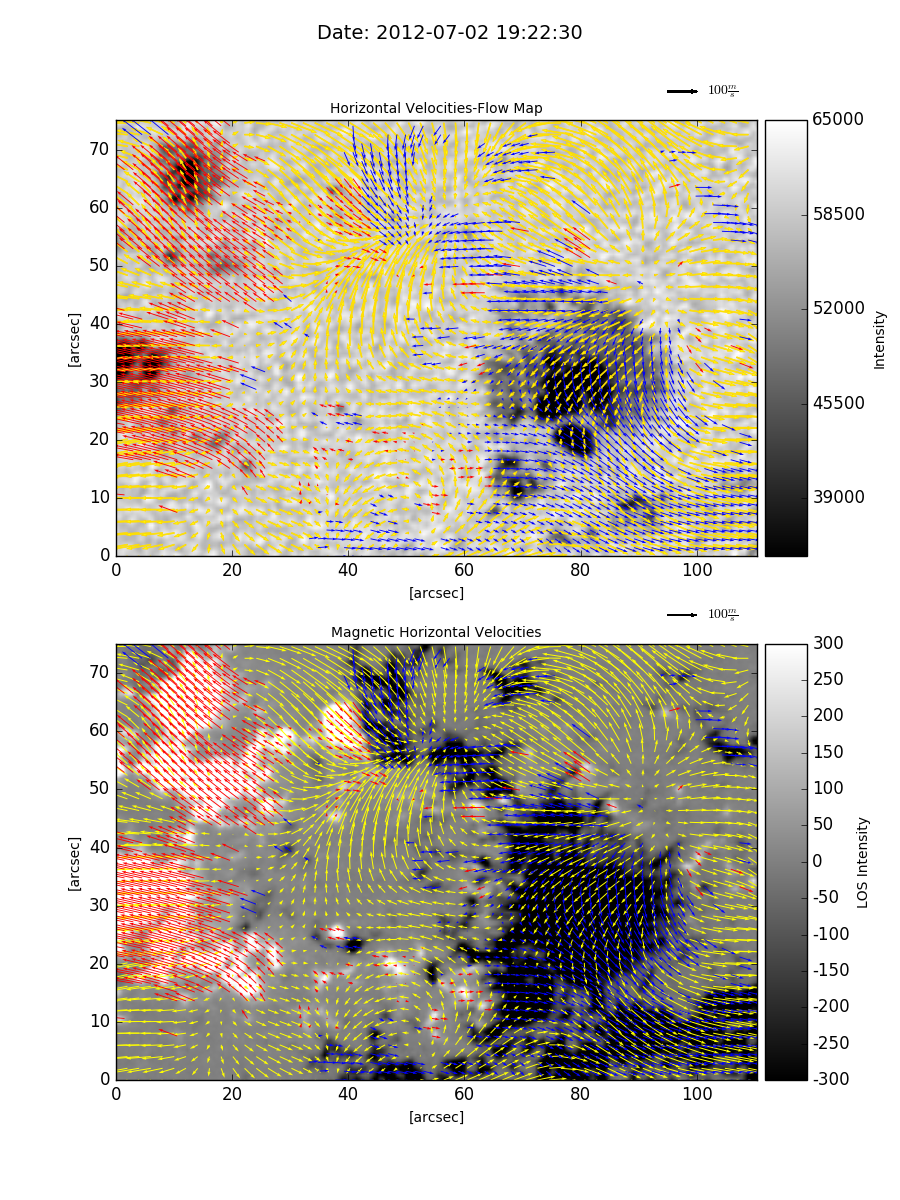 Date: 2012-07-02 19:22:30
100 m/s
Horizontal Velocities-Flow Map
70
60
50
40
30
20
10
0
[arcsec]
0 20 40 60 80 100
[arcsec]
65000
58500
52000
45500
39000
Intensity
100 m/s
Magnetic Horizontal Velocities
70
60
50
40
30
20
10
0
[arcsec]
0 20 40 60 80 100
[arcsec]
300
250
200
150
100
50
0
-50
-100
-150
-200
-250
-300
LOS Intensity